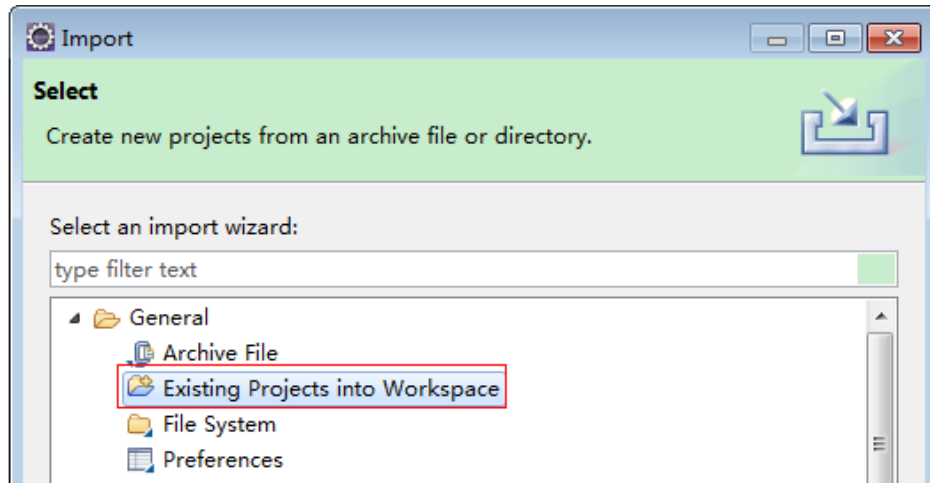 Import
Select
Create new projects from an archive file or directory.
Select an import wizard:
type filter text
General
Archive File
Existing Projects into Workspace
File System
Preferences